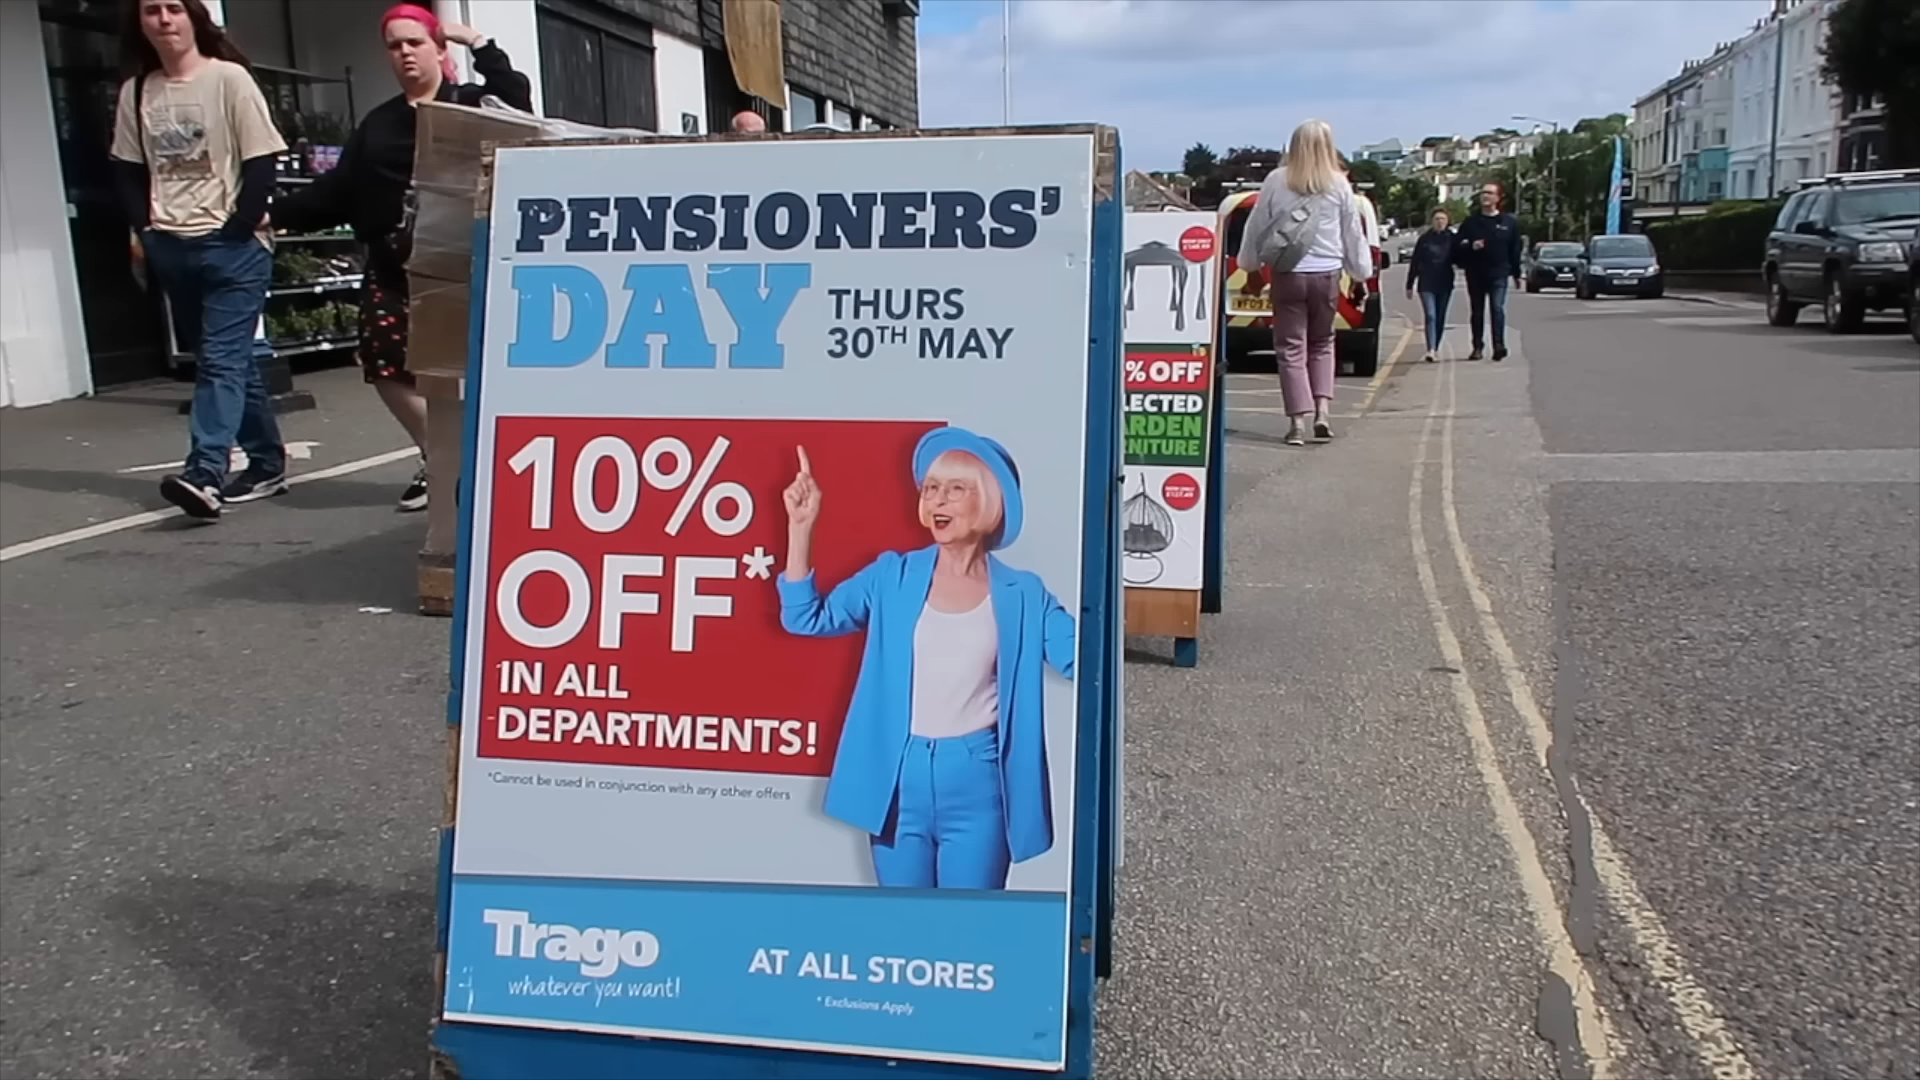 PENSIONERS'
DAY
THURS
30TH MAY
10%
OFF*
IN ALL
DEPARTMENTS!
*Cannot be used in conjunction with any other offers
Trago
whatever you want!
AT ALL STORES
* Exclusions Apply
% OFF
LECTED
ARDEN
NITURE